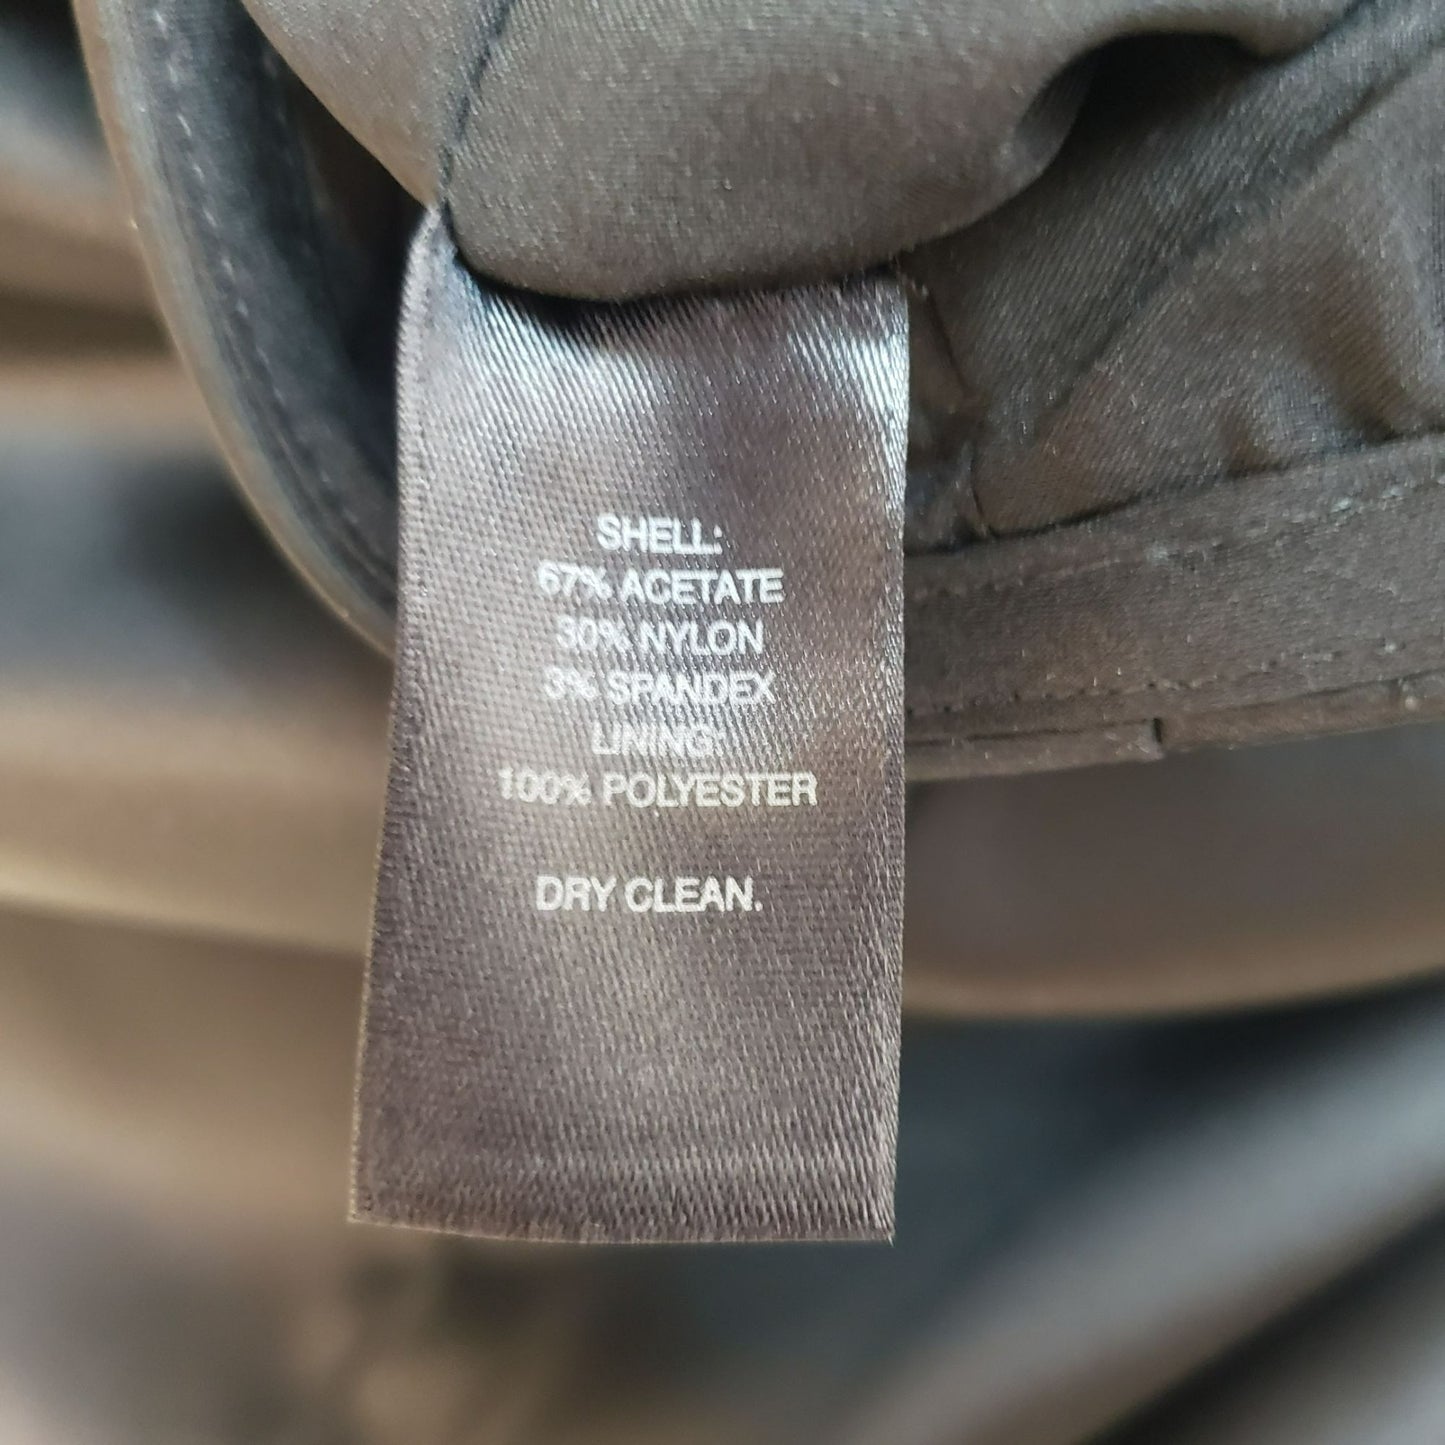 SHELL:
67% ACETATE
30% NYLON
3% SPANDEX
LINING:
100% POLYESTER
DRY CLEAN.